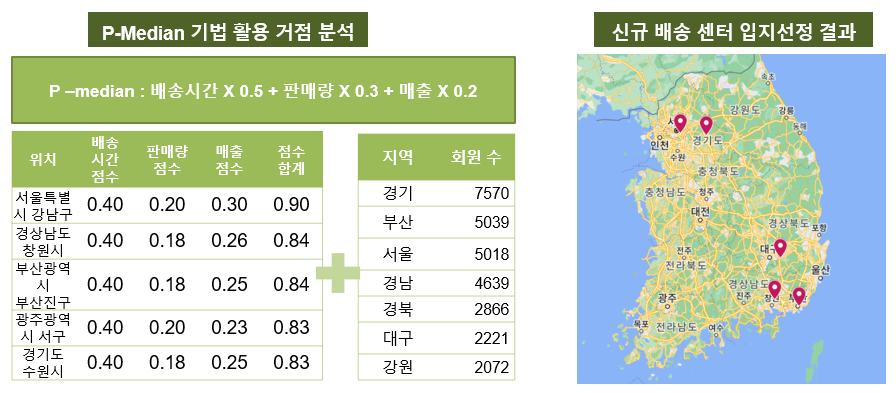 P-Median 기법 활용 거점 분석
P –median : 배송시간 X 0.5 + 판매량 X 0.3 + 매출 X 0.2
위치 배송 시간 점수 판매량 점수 매출 점수 점수 합계
서울특별시 강남구 0.40 0.20 0.30 0.90
경상남도 창원시 0.40 0.18 0.26 0.84
부산광역시 부산진구 0.40 0.18 0.25 0.84
광주광역시 서구 0.40 0.20 0.23 0.83
경기도 수원시 0.40 0.18 0.25 0.83
지역 회원 수
경기 7570
부산 5039
서울 5018
경남 4639
경북 2866
대구 2221
강원 2072
신규 배송 센터 입지선정 결과
속초
강원도
강릉
동해
인천
경기도
수원
충청북도
충청남도
청주
대전
경상북도
포항
대구
울산
전주
전라북도
경상남도
진주
창원
광주
목포
전라남도
여수